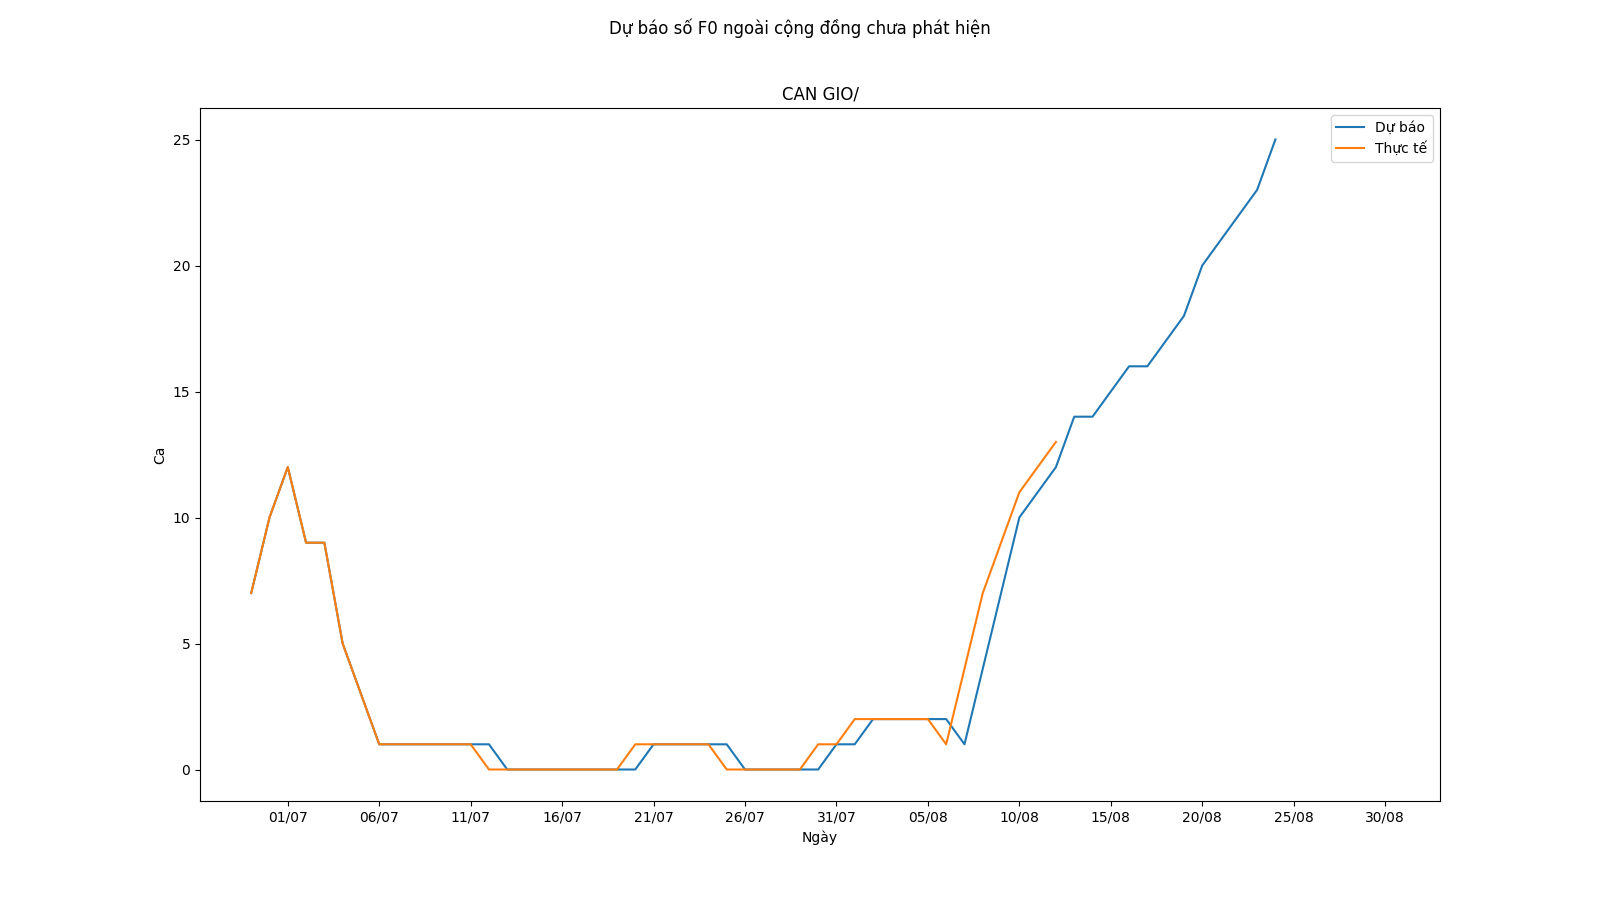 Dự báo số F0 ngoài cộng đồng chưa phát hiện
CAN GIO/
Dự báo
Thực tế
25
20
15
10
5
0
Ca
01/07 06/07 11/07 16/07 21/07 26/07 31/07 05/08 10/08 15/08 20/08 25/08 30/08
Ngày